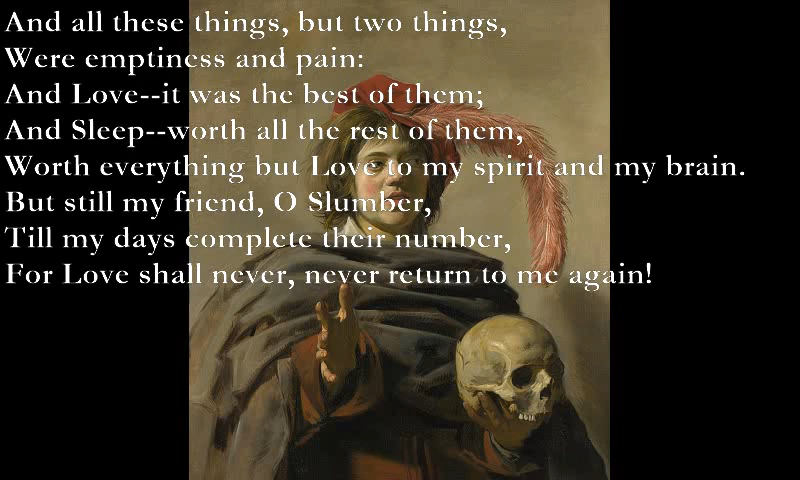 And all these things, but two things,
Were emptiness and pain:
And Love--it was the best of them;
And Sleep--worth all the rest of them,
Worth everything but Love to my spirit and my brain.
But still my friend, O Slumber,
Till my days complete their number,
For Love shall never, never return to me again!